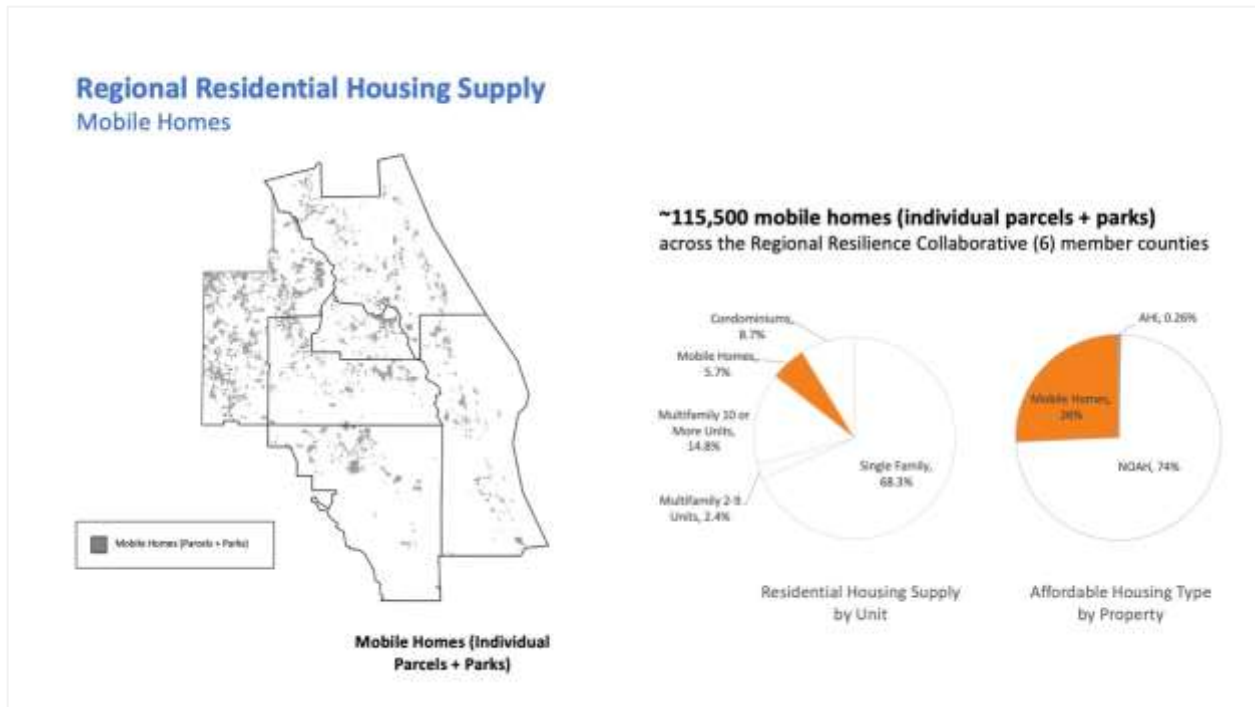 Regional Residential Housing Supply
Mobile Homes
~115,500 mobile homes (individual parcels + parks)
across the Regional Resilience Collaborative (6) member counties
Condominiums,
8.7%
Mobile Homes,
5.7%
Multifamily 10 or
More Units,
14.8%
Multifamily 2-9
Units, 2.4%
Single Family,
68.3%
AHI, 0.26%
Mobile Homes,
26%
NOAH, 74%
Residential Housing Supply
by Unit
Affordable Housing Type
by Property
Mobile Homes (Parcels + Parks)
Mobile Homes (Individual
Parcels + Parks)